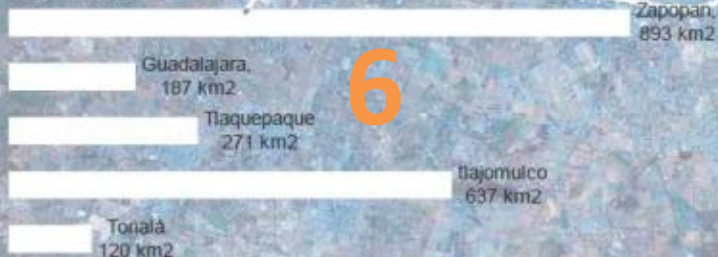 Zapopan,
893 km2
Guadalajara,
187 km2
6
Tlaquepaque
271 km2
tlajomulco
637 km2
Tonalá
120 km2